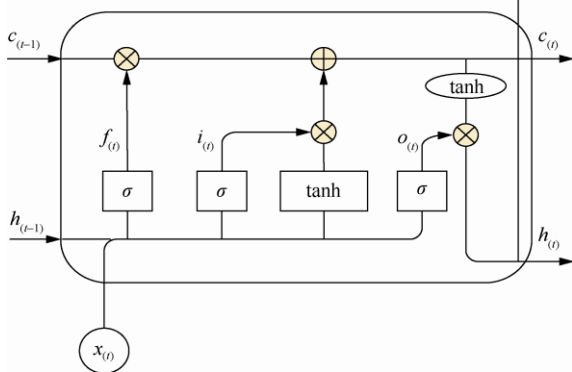 c(t−1)
c(t)
tanh
f(t)
i(t)
o(t)
σ
σ
tanh
σ
h(t−1)
h(t)
x(t)